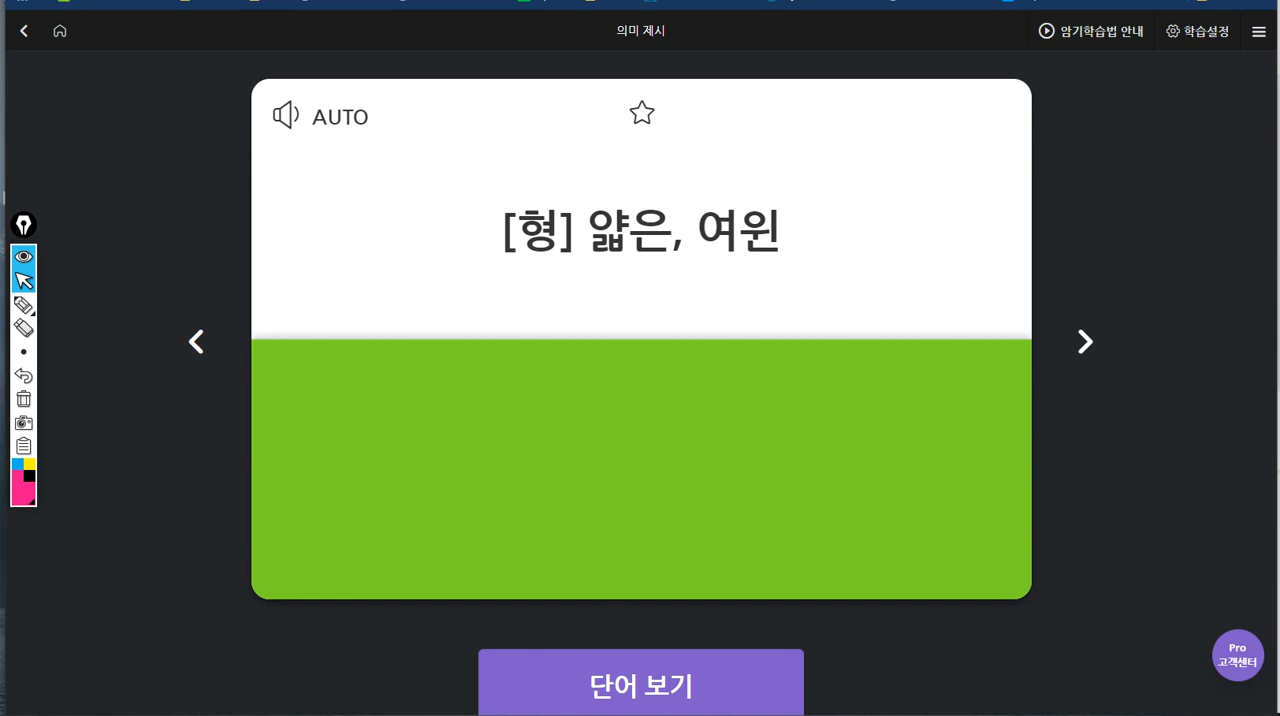 의미 제시
암기학습법 안내
학습설정
AUTO
[형] 얇은, 여윈
단어 보기
Pro
고객센터